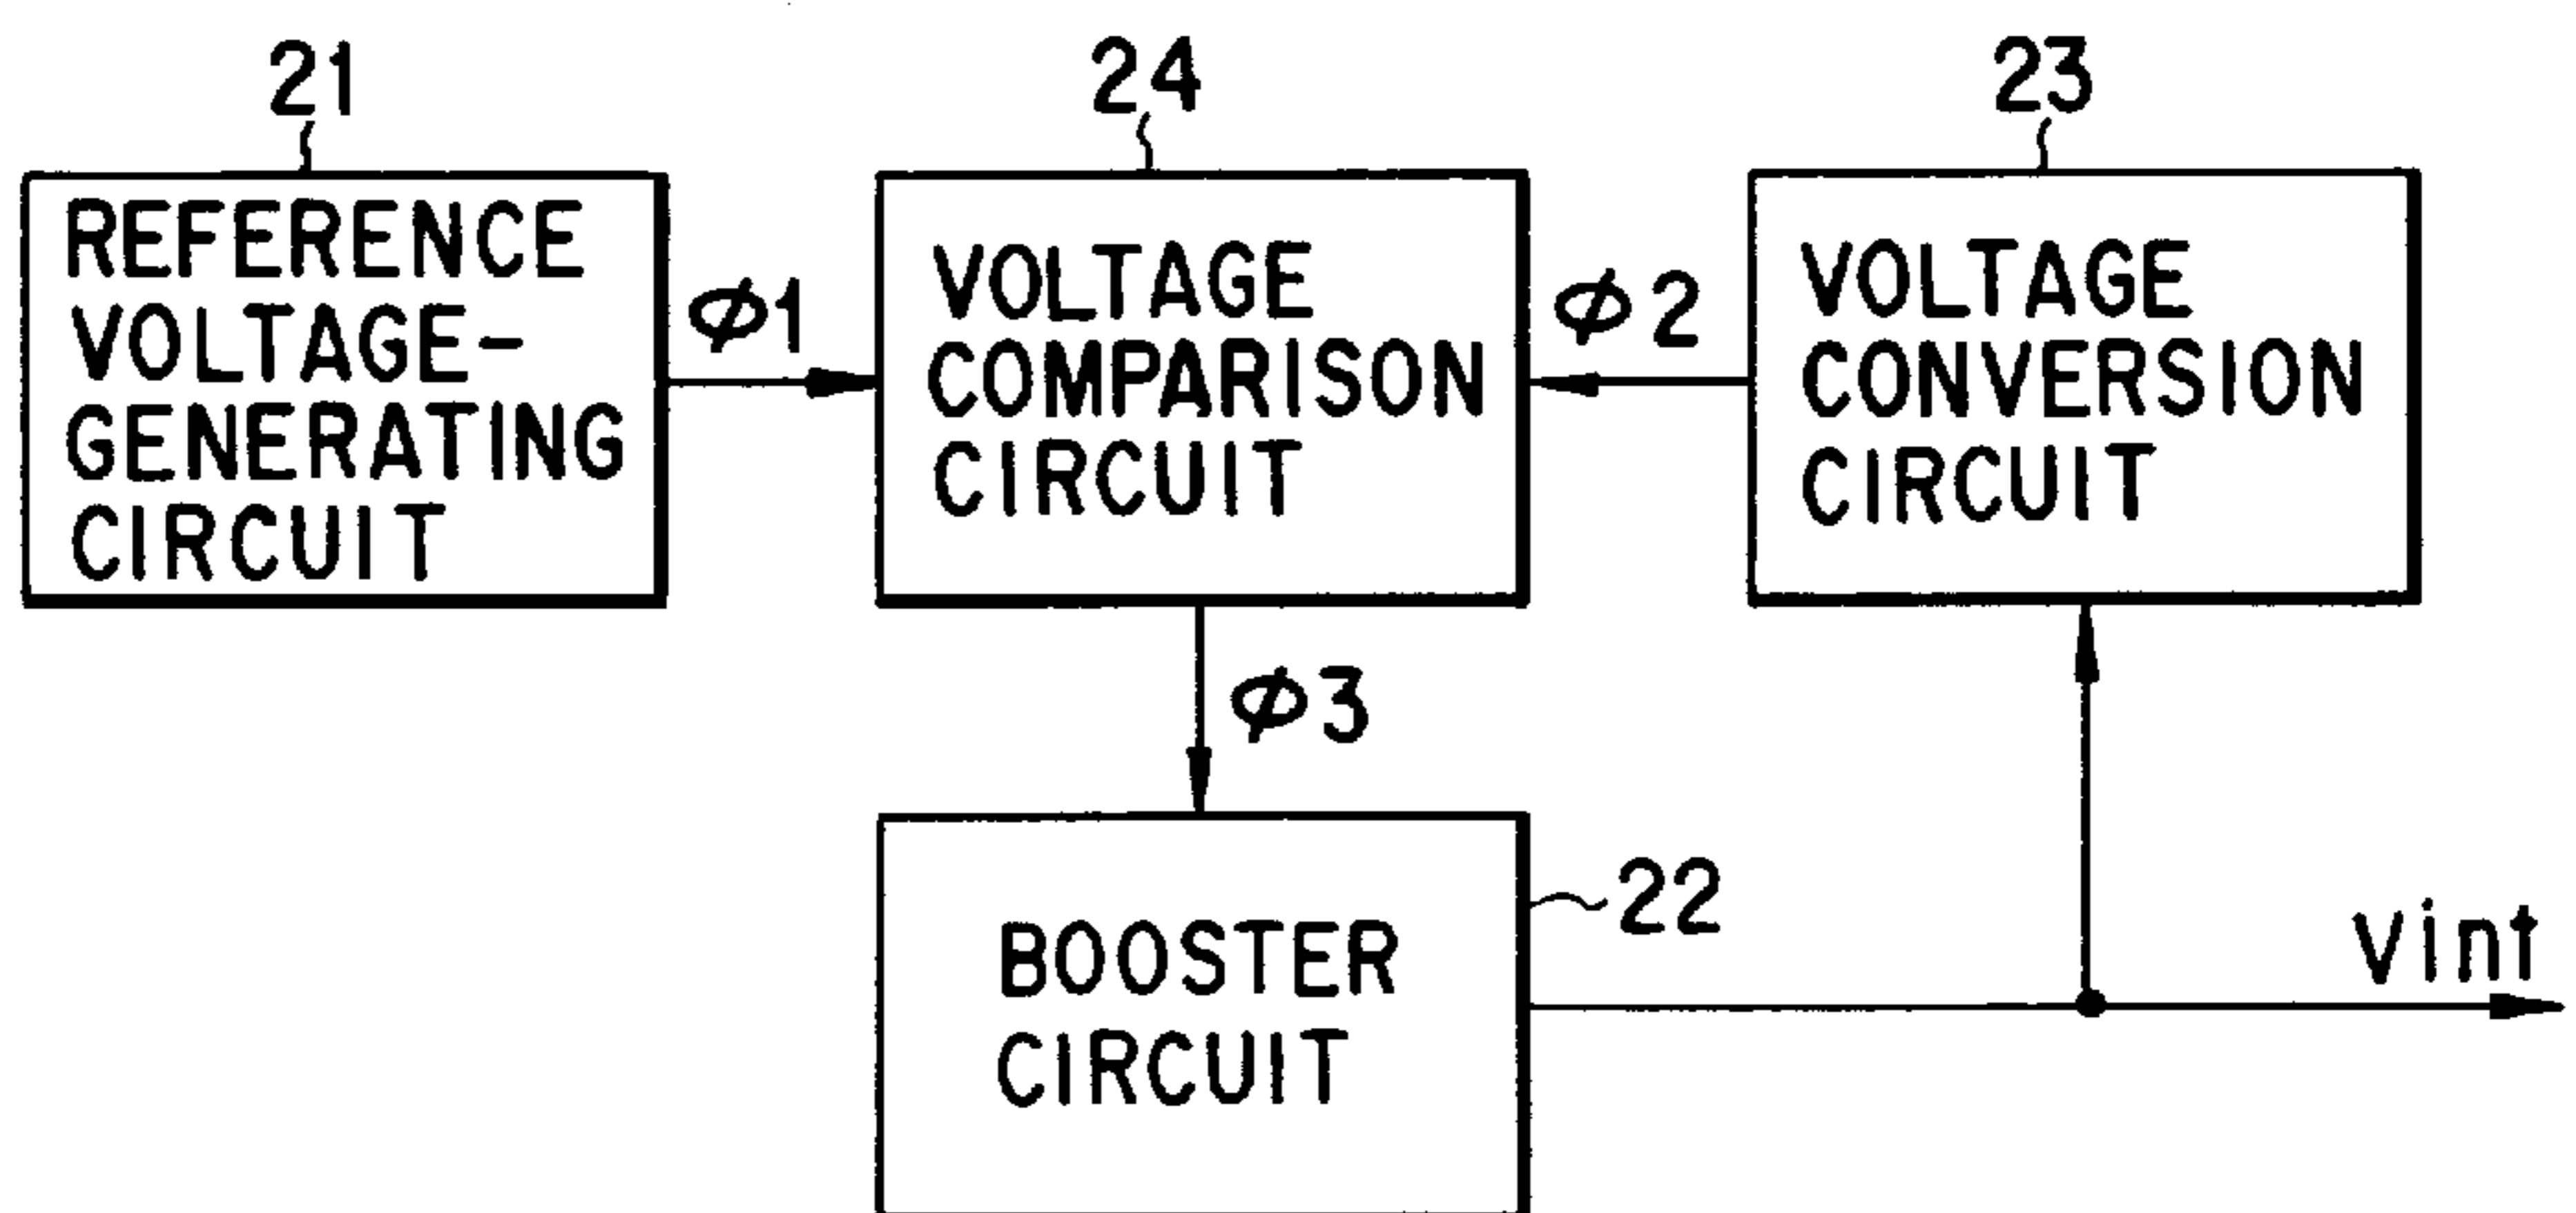 21
24
23
REFERENCE
VOLTAGE-
GENERATING
CIRCUIT
ϕ1
VOLTAGE
COMPARISON
CIRCUIT
ϕ2
VOLTAGE
CONVERSION
CIRCUIT
ϕ3
BOOSTER
CIRCUIT
22
Vint